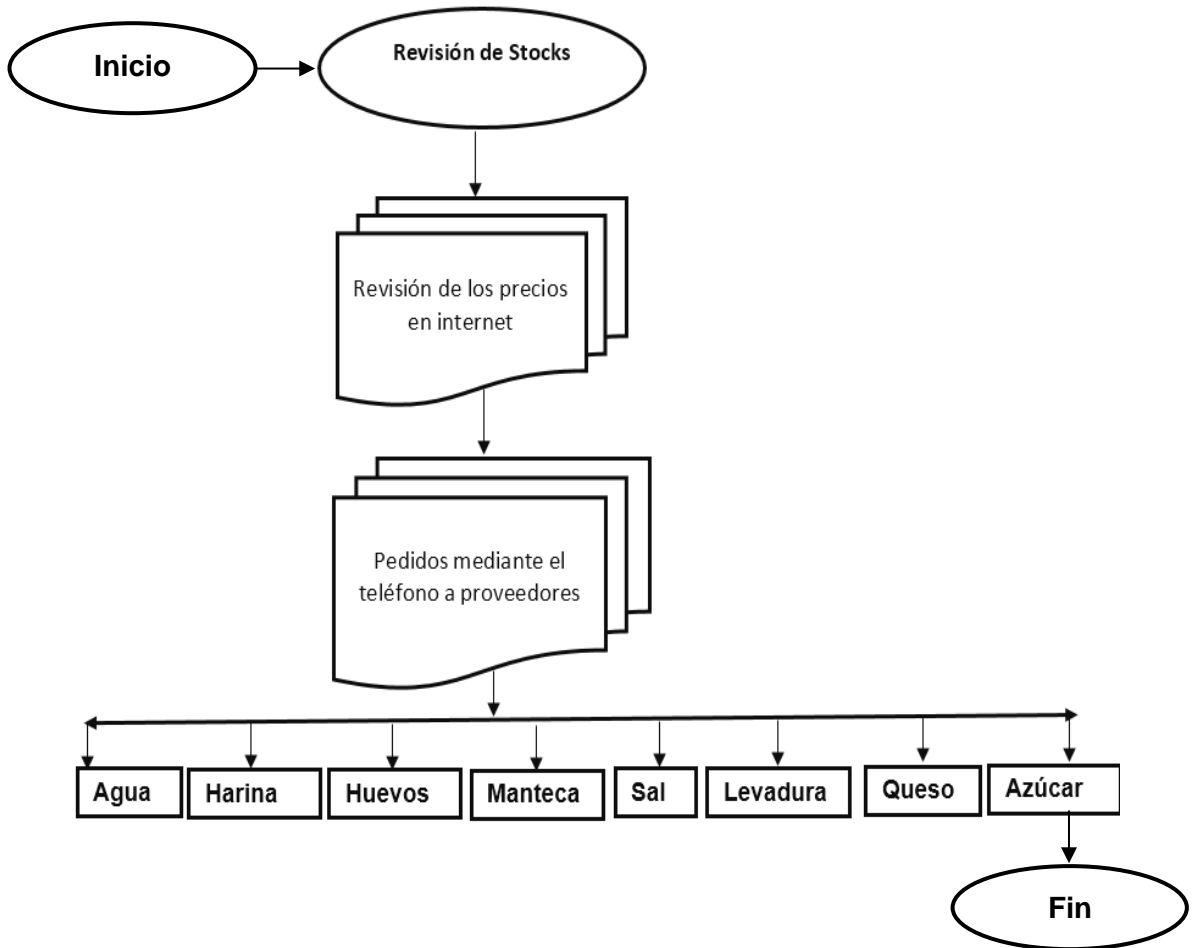 Inicio
Revisión de Stocks
Revisión de los precios
en internet
Pedidos mediante el
teléfono a proveedores
Agua
Harina
Huevos
Manteca
Sal
Levadura
Queso
Azúcar
Fin